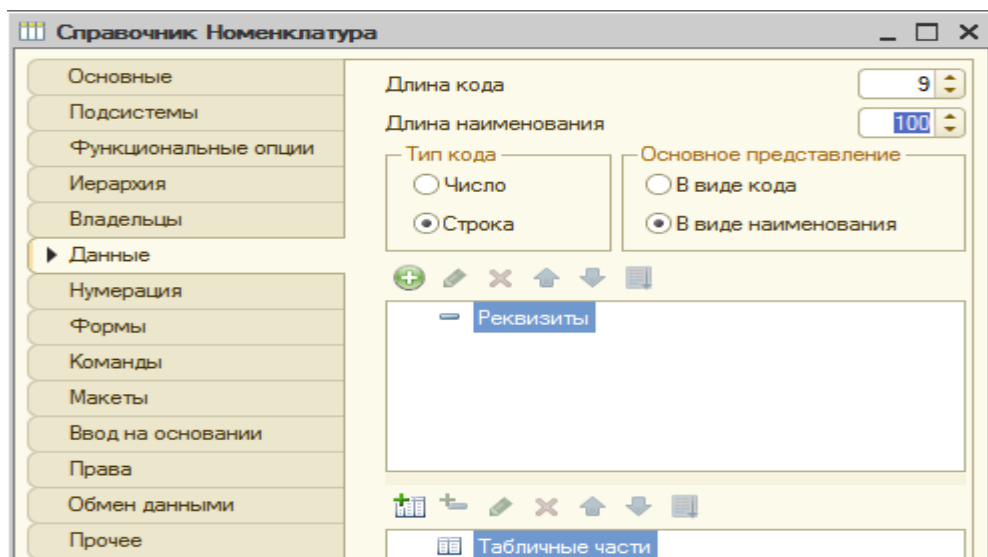 Справочник Номенклатура
Основные
Подсистемы
Функциональные опции
Иерархия
Владельцы
Данные
Нумерация
Формы
Команды
Макеты
Ввод на основании
Права
Обмен данными
Прочее
Длина кода 9
Длина наименования 100
Тип кода
Число
Строка
Основное представление
В виде кода
В виде наименования
Реквизиты
Табличные части